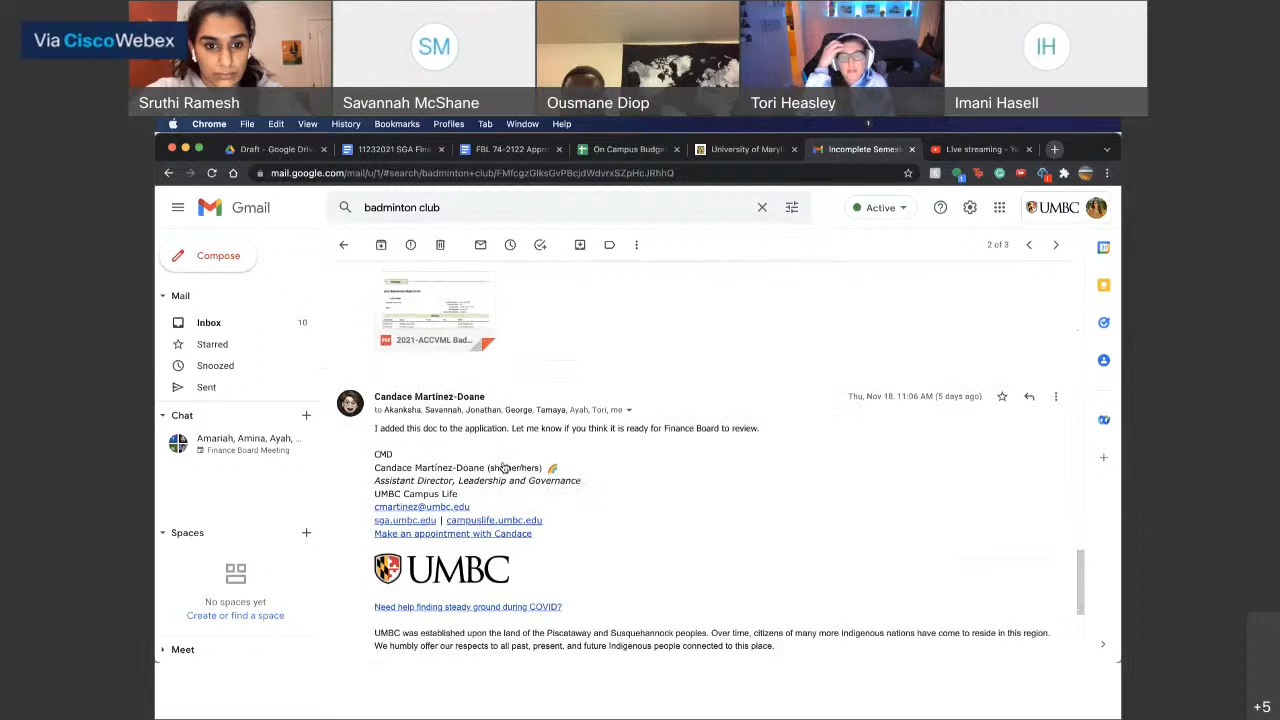 Via Cisco Webex
Sruthi Ramesh
SM
Savannah McShane
Ousmane Diop
Tori Heasley
IH
Imani Hasell
Chrome File Edit View History Bookmarks Profiles Tab Window Help
Draft - Google Driv
11232021 SGA Fina
FBL 74-2122 Appro
On Campus Budge
University of Maryl
Incomplete Semest
Live streaming - Yo
mail.google.com/mail/u/1/#search/badminton+club/FMfcgzGlksGvPBcjdWdvrxSZpHcJRhhQ
Gmail
badminton club
Active
UMBC
Compose
2 of 3
Mail
Inbox 10
Starred
Snoozed
Sent
Chat
Amariah, Amina, Ayah, ...
Finance Board Meeting
Spaces
No spaces yet
Create or find a space
Meet
2021-ACCVML Bad...
Candace Martinez-Doane
Thu, Nov 18, 11:06 AM (5 days ago)
to Akanksha, Savannah, Jonathan, George, Tamaya, Ayah, Tori, me
I added this doc to the application. Let me know if you think it is ready for Finance Board to review.
CMD
Candace Martínez-Doane
Assistant Director, Leadership and Governance
UMBC Campus Life
cmartinez@umbc.edu
sga.umbc.edu | campuslife.umbc.edu
Make an appointment with Candace
UMBC
Need help finding steady ground during COVID?
UMBC was established upon the land of the Piscataway and Susquehannock peoples. Over time, citizens of many more Indigenous nations have come to reside in this region.
We humbly offer our respects to all past, present, and future Indigenous people connected to this place.
+5